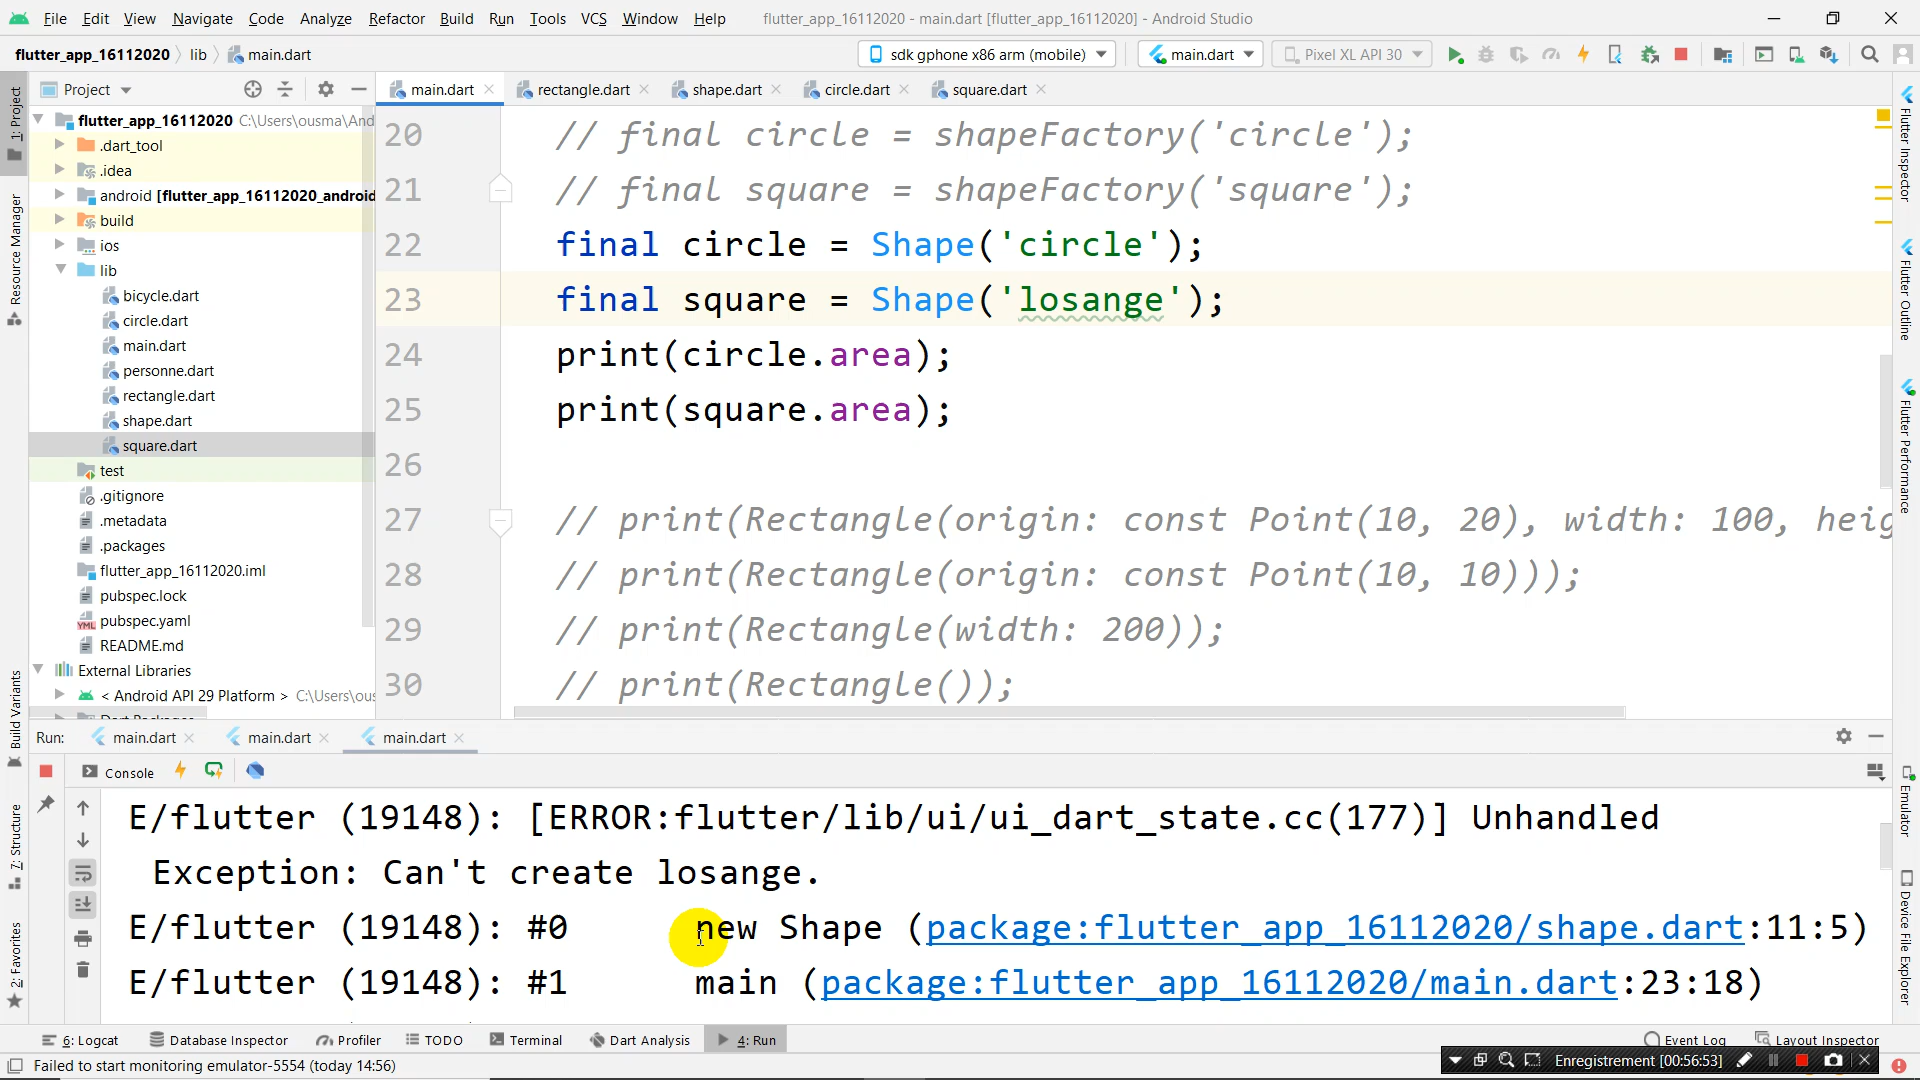 File Edit View Navigate Code Analyze Refactor Build Run Tools VCS Window Help flutter_app_16112020 - main.dart [flutter_app_16112020] - Android Studio
flutter_app_16112020 lib main.dart sdk gphone x86 arm (mobile) main.dart Pixel XL API 30
Project main.dart rectangle.dart shape.dart circle.dart square.dart
flutter_app_16112020 C:\Users\ousma\And
.dart_tool
.idea
android [flutter_app_16112020_android
build
ios
lib
bicycle.dart
circle.dart
main.dart
personne.dart
rectangle.dart
shape.dart
square.dart
test
.gitignore
.metadata
.packages
flutter_app_16112020.iml
pubspec.lock
pubspec.yaml
README.md
External Libraries
< Android API 29 Platform > C:\Users\ous
20 // final circle = shapeFactory('circle');
21 // final square = shapeFactory('square');
22 final circle = Shape('circle');
23 final square = Shape('losange');
24 print(circle.area);
25 print(square.area);
26
27 // print(Rectangle(origin: const Point(10, 20), width: 100, heig
28 // print(Rectangle(origin: const Point(10, 10)));
29 // print(Rectangle(width: 200));
30 // print(Rectangle());
1: Project
Resource Manager
Build Variants
7: Structure
2: Favorites
Flutter Inspector
Flutter Outline
Flutter Performance
Emulator
Device File Explorer
Run: main.dart main.dart main.dart
Console
E/flutter (19148): [ERROR:flutter/lib/ui/ui_dart_state.cc(177)] Unhandled
Exception: Can't create losange.
E/flutter (19148): #0 new Shape (package:flutter_app_16112020/shape.dart:11:5)
E/flutter (19148): #1 main (package:flutter_app_16112020/main.dart:23:18)
6: Logcat Database Inspector Profiler TODO Terminal Dart Analysis 4: Run Event Log Layout Inspector
Failed to start monitoring emulator-5554 (today 14:56)
Enregistrement [00:56:53]